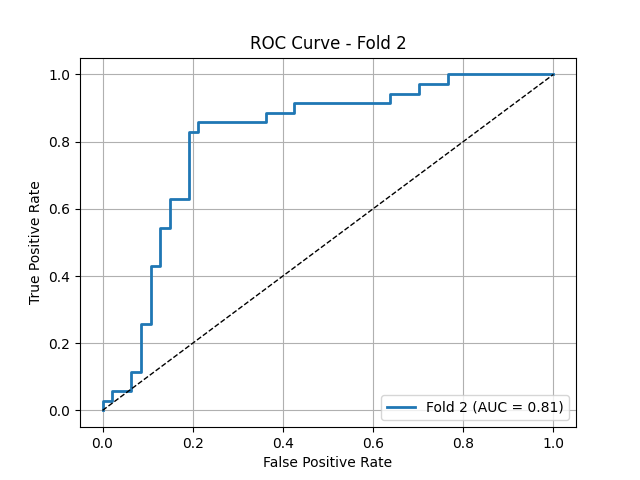 ROC Curve - Fold 2
True Positive Rate
1.0
0.8
0.6
0.4
0.2
0.0
Fold 2 (AUC = 0.81)
0.0 0.2 0.4 0.6 0.8 1.0
False Positive Rate